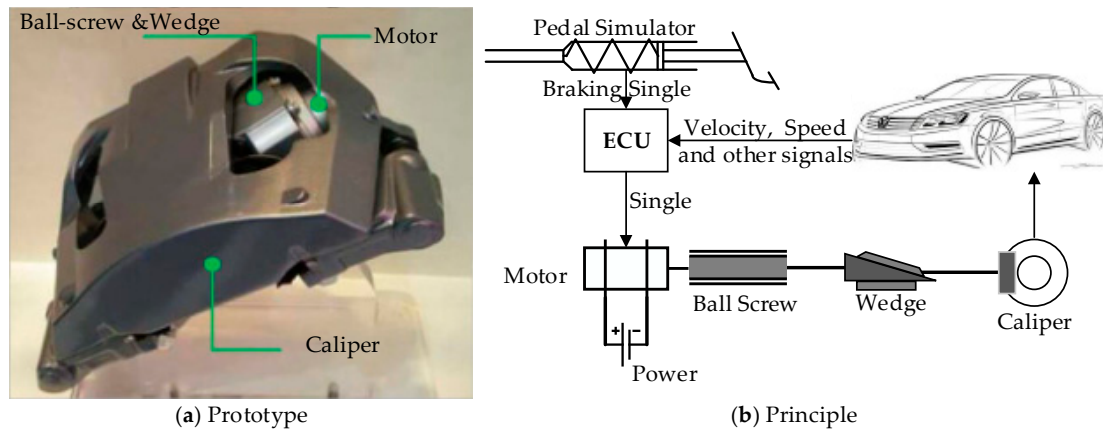 Ball-screw &Wedge
Motor
Caliper
(a) Prototype
Pedal Simulator
Braking Single
ECU
Velocity, Speed
and other signals
Single
Motor
Ball Screw
Wedge
Caliper
+ −
Power
(b) Principle